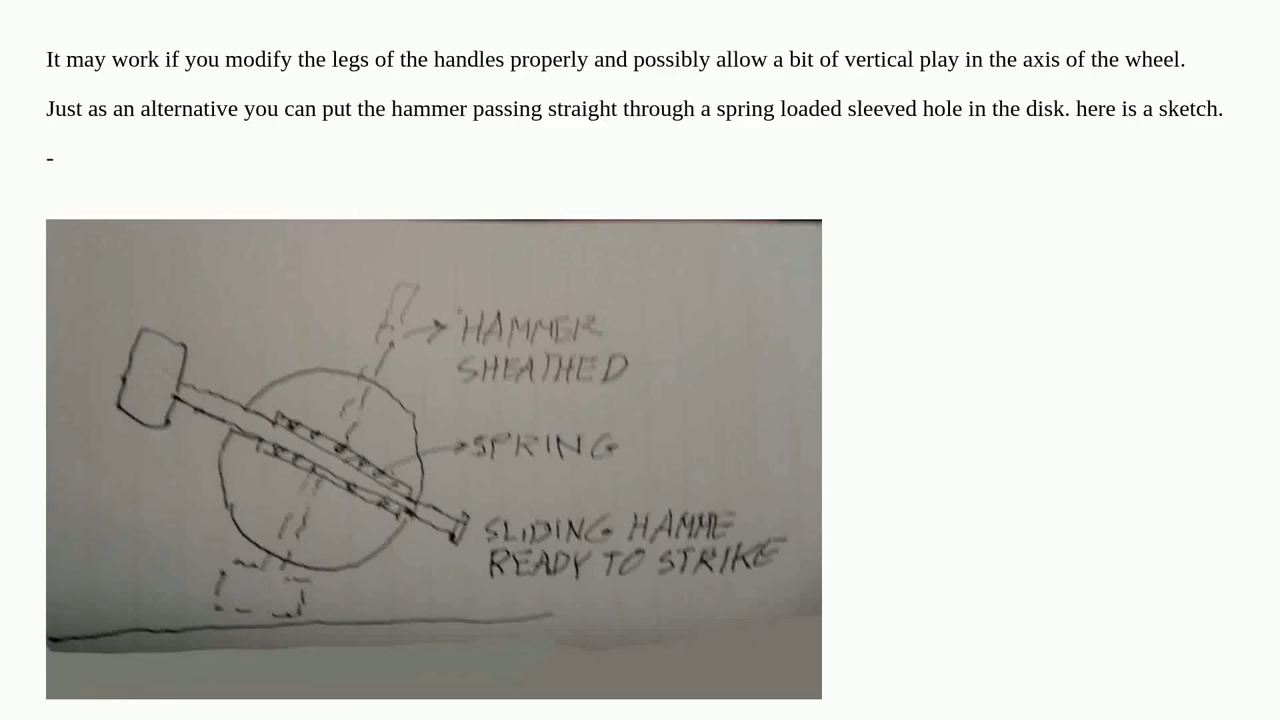 It may work if you modify the legs of the handles properly and possibly allow a bit of vertical play in the axis of the wheel.
Just as an alternative you can put the hammer passing straight through a spring loaded sleeved hole in the disk. here is a sketch.
-
HAMMER
SHEATHED
SPRING
SLIDING HAMME
READY TO STRIKE